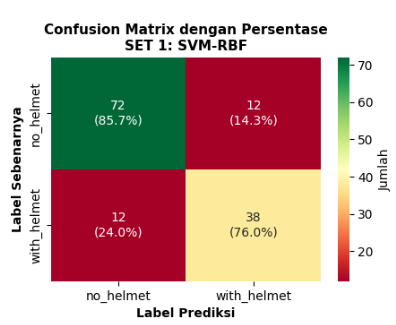 Confusion Matrix dengan Persentase
SET 1: SVM-RBF
Label Sebenarnya
no_helmet
with_helmet
72
(85.7%)
12
(14.3%)
12
(24.0%)
38
(76.0%)
no_helmet
with_helmet
Label Prediksi
70
60
50
40
30
20
Jumlah